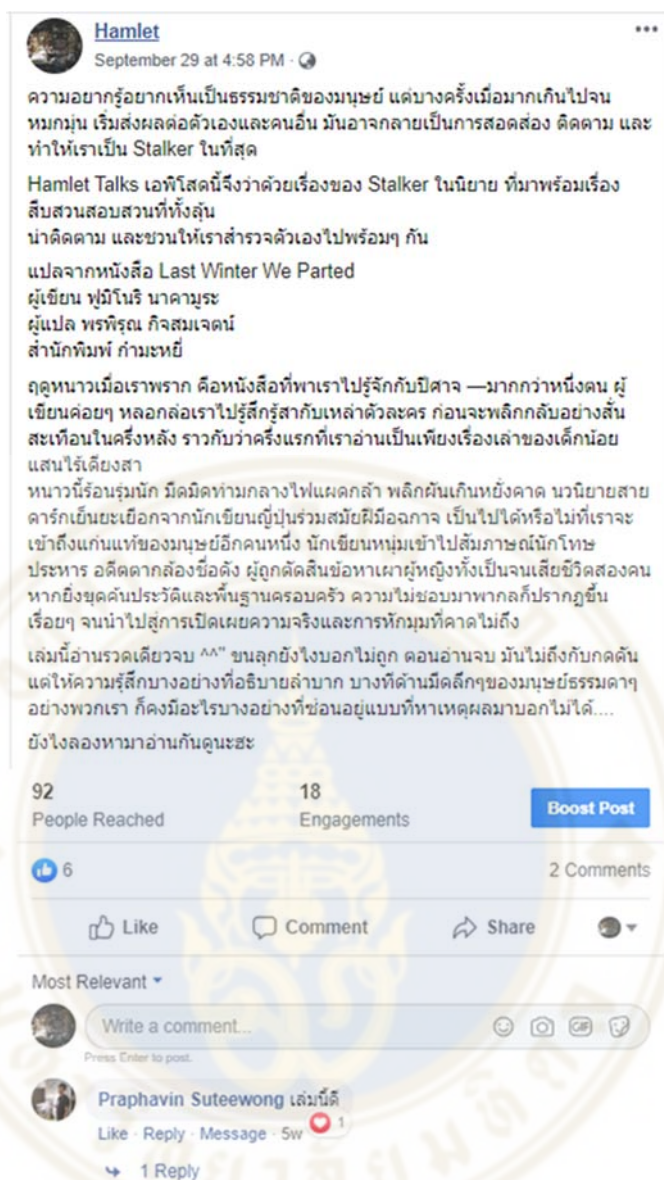 Hamlet
September 29 at 4:58 PM ·
ความอยากรู้อยากเห็นเป็นธรรมชาติของมนุษย์ แต่บางครั้งเมื่อมากเกินไปจน
หมกมุ่น เริ่มส่งผลต่อตัวเองและคนอื่น มันอาจกลายเป็นการสอดส่อง ติดตาม และ
ทำให้เราเป็น Stalker ในที่สุด
Hamlet Talks เอพิโสดนี้จึงว่าด้วยเรื่องของ Stalker ในนิยาย ที่มาพร้อมเรื่อง
สืบสวนสอบสวนที่ทั้งลุ้น
น่าติดตาม และชวนให้เราสำรวจตัวเองไปพร้อมๆ กัน
แปลจากหนังสือ Last Winter We Parted
ผู้เขียน ฟูมิโนริ นาคามูระ
ผู้แปล พรพิรุณ กิจสมเจตน์
สำนักพิมพ์ กำมะหยี่
ฤดูหนาวเมื่อเราพราก คือหนังสือที่พาเราไปรู้จักกับปีศาจ —มากกว่าหนึ่งตน ผู้
เขียนค่อยๆ หลอกล่อเราไปรู้สึกรู้สากับเหล่าตัวละคร ก่อนจะพลิกกลับอย่างสั่น
สะเทือนในครึ่งหลัง ราวกับว่าครึ่งแรกที่เราอ่านเป็นเพียงเรื่องเล่าของเด็กน้อย
แสนไร้เดียงสา
หนาวนี้ร้อนรุ่มนัก มืดมิดท่ามกลางไฟแผดกล้า พลิกผันเกินหยั่งคาด นวนิยายสาย
ดาร์กเย็นยะเยือกจากนักเขียนญี่ปุ่นร่วมสมัยฝีมือฉกาจ เป็นไปได้หรือไม่ที่เราจะ
เข้าถึงแก่นแท้ของมนุษย์อีกคนหนึ่ง นักเขียนหนุ่มเข้าไปสัมภาษณ์นักโทษ
ประหาร อดีตตากล้องชื่อดัง ผู้ถูกตัดสินข้อหาเผาผู้หญิงทั้งเป็นจนเสียชีวิตสองคน
หากยิ่งขุดค้นประวัติและพื้นฐานครอบครัว ความไม่ชอบมาพากลก็ปรากฏขึ้น
เรื่อยๆ จนนำไปสู่การเปิดเผยความจริงและการหักมุมที่คาดไม่ถึง
เล่มนี้อ่านรวดเดียวจบ ^^" ขนลุกยังไงบอกไม่ถูก ตอนอ่านจบ มันไม่ถึงกับกดดัน
แต่ให้ความรู้สึกบางอย่างที่อธิบายลำบาก บางทีด้านมืดลึกๆของมนุษย์ธรรมดาๆ
อย่างพวกเรา ก็คงมีอะไรบางอย่างที่ซ่อนอยู่แบบที่หาเหตุผลมาบอกไม่ได้....
ยังไงลองหามาอ่านกันดูนะฮะ
92
People Reached
18
Engagements
Boost Post
6
2 Comments
Like
Comment
Share
Most Relevant
Write a comment...
GIF
Press Enter to post.
Praphavin Suteewong เล่มนี้ดี
Like · Reply · Message · 5w
1
1 Reply